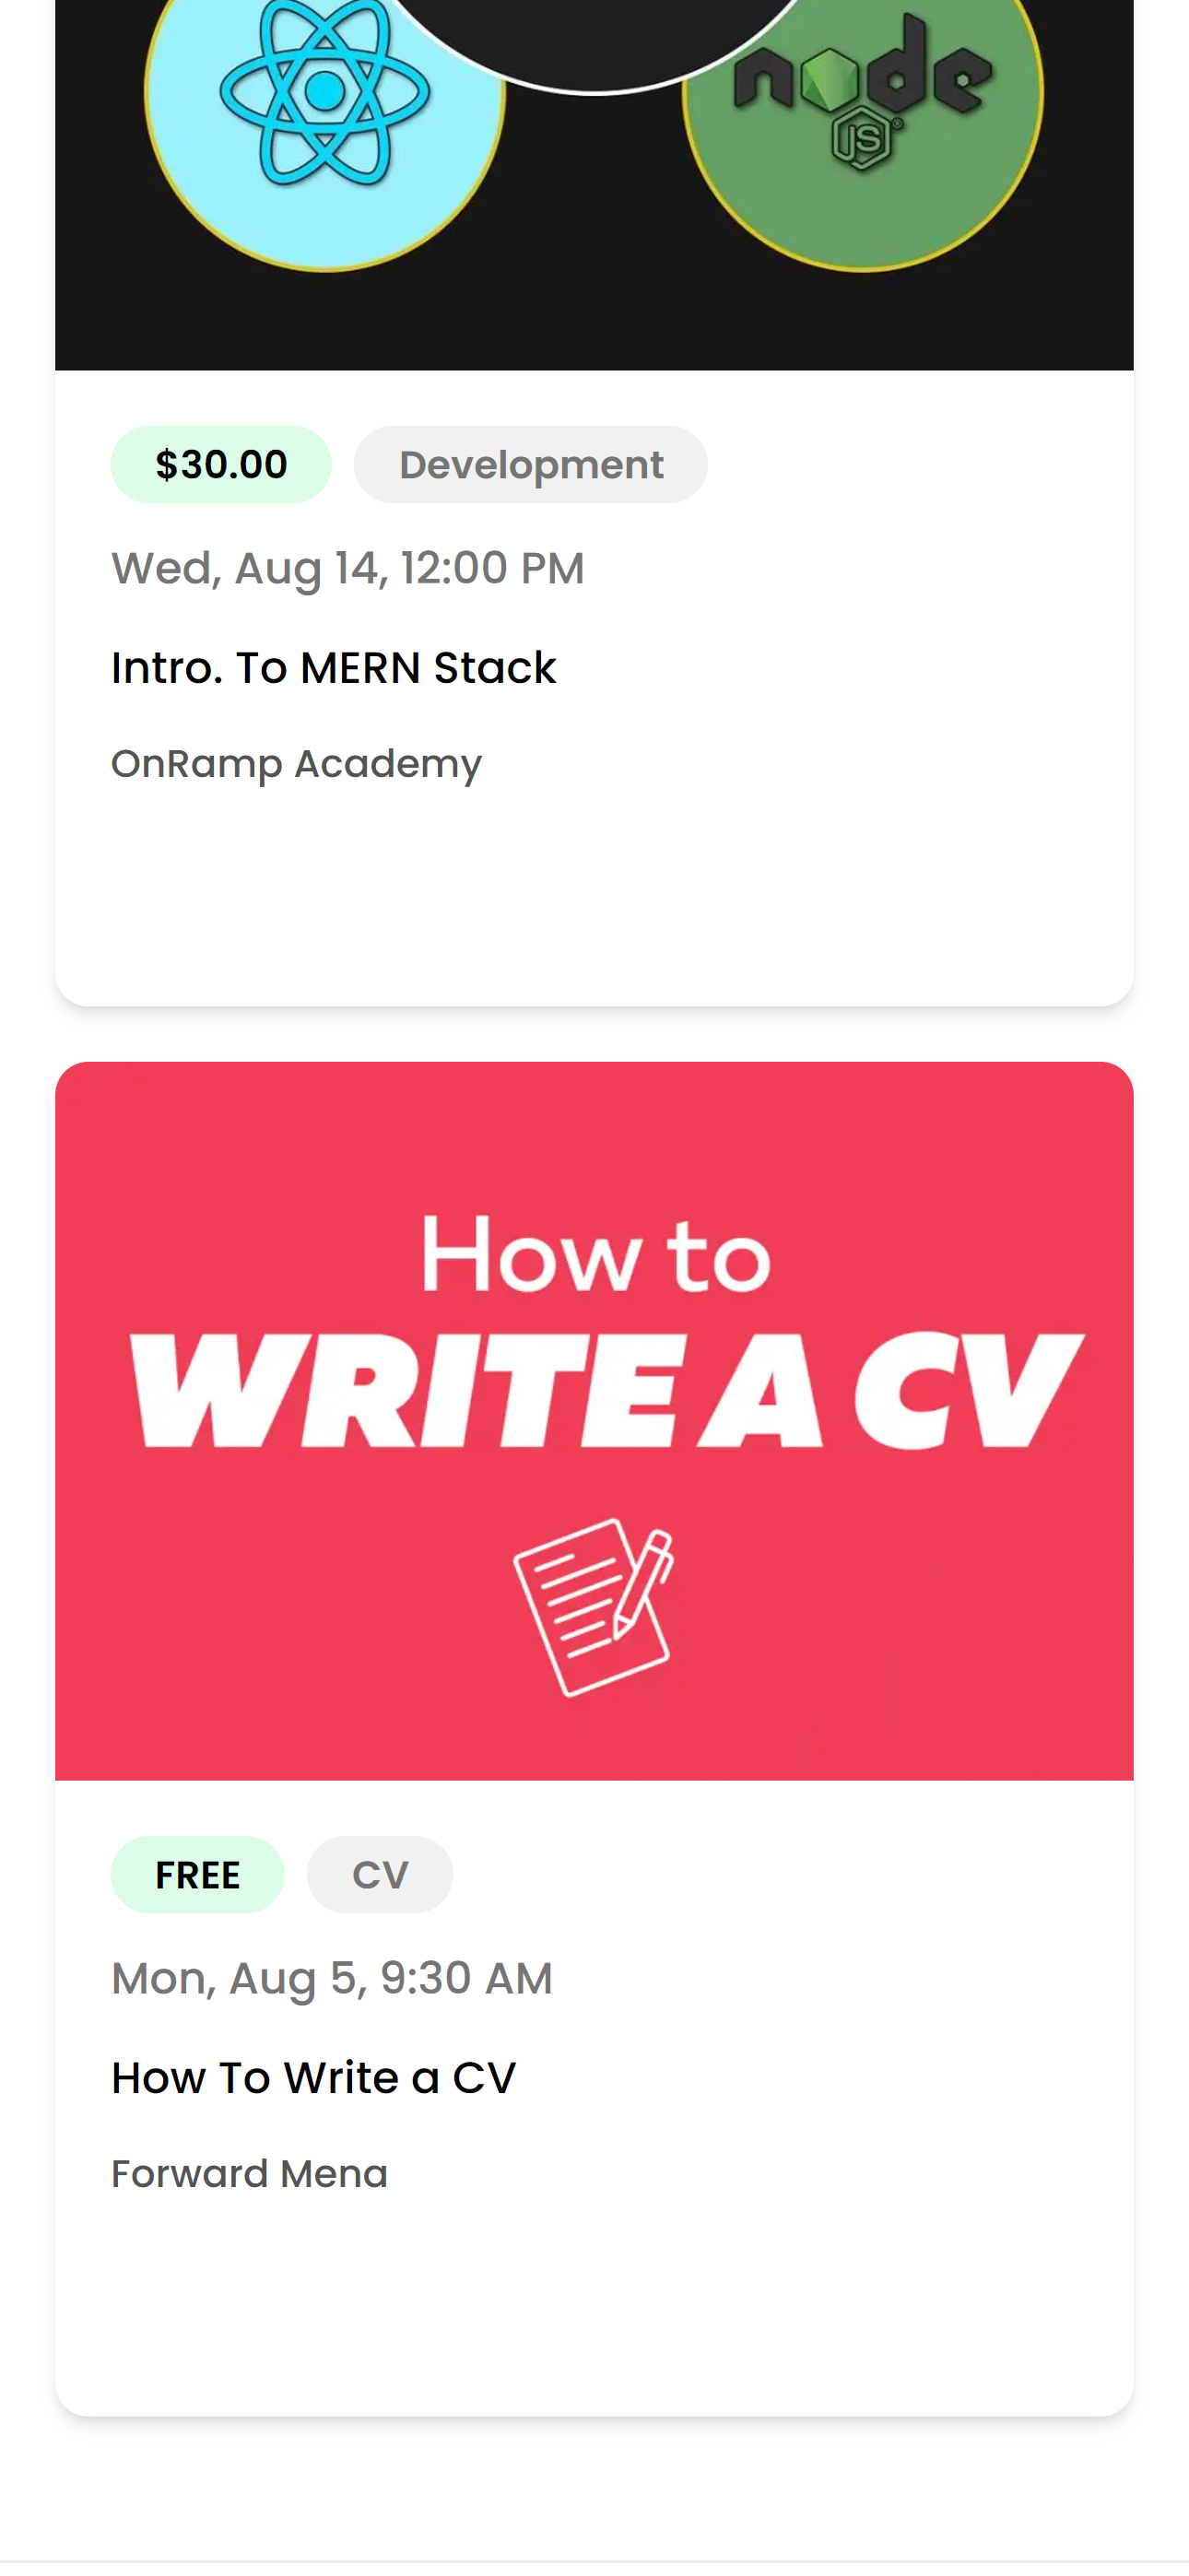 node
JS
$30.00 Development
Wed, Aug 14, 12:00 PM
Intro. To MERN Stack
OnRamp Academy
How to
WRITE A CV
FREE CV
Mon, Aug 5, 9:30 AM
How To Write a CV
Forward Mena